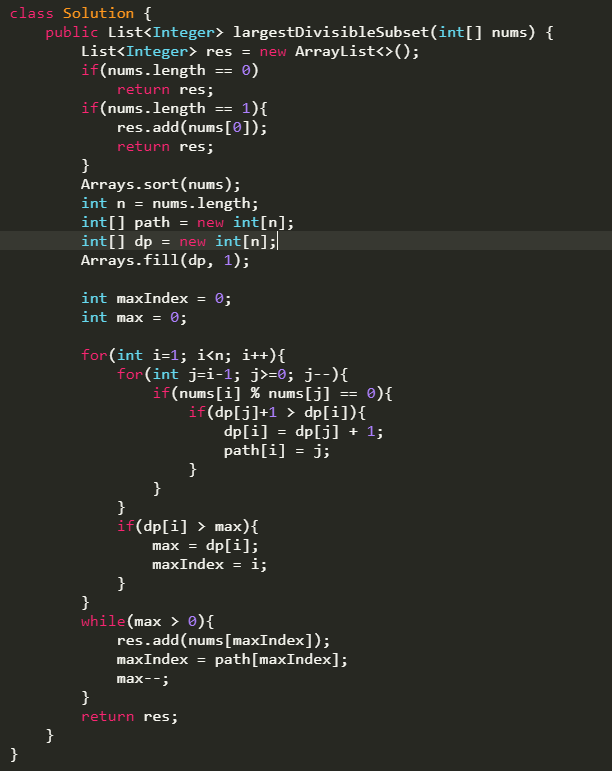 class Solution {
    public List<Integer> largestDivisibleSubset(int[] nums) {
        List<Integer> res = new ArrayList<>();
        if(nums.length == 0)
            return res;
        if(nums.length == 1){
            res.add(nums[0]);
            return res;
        }
        Arrays.sort(nums);
        int n = nums.length;
        int[] path = new int[n];
        int[] dp = new int[n];
        Arrays.fill(dp, 1);

        int maxIndex = 0;
        int max = 0;

        for(int i=1; i<n; i++){
            for(int j=i-1; j>=0; j--){
                if(nums[i] % nums[j] == 0){
                    if(dp[j]+1 > dp[i]){
                        dp[i] = dp[j] + 1;
                        path[i] = j;
                    }
                }
            }
            if(dp[i] > max){
                max = dp[i];
                maxIndex = i;
            }
        }
        while(max > 0){
            res.add(nums[maxIndex]);
            maxIndex = path[maxIndex];
            max--;
        }
        return res;
    }
}